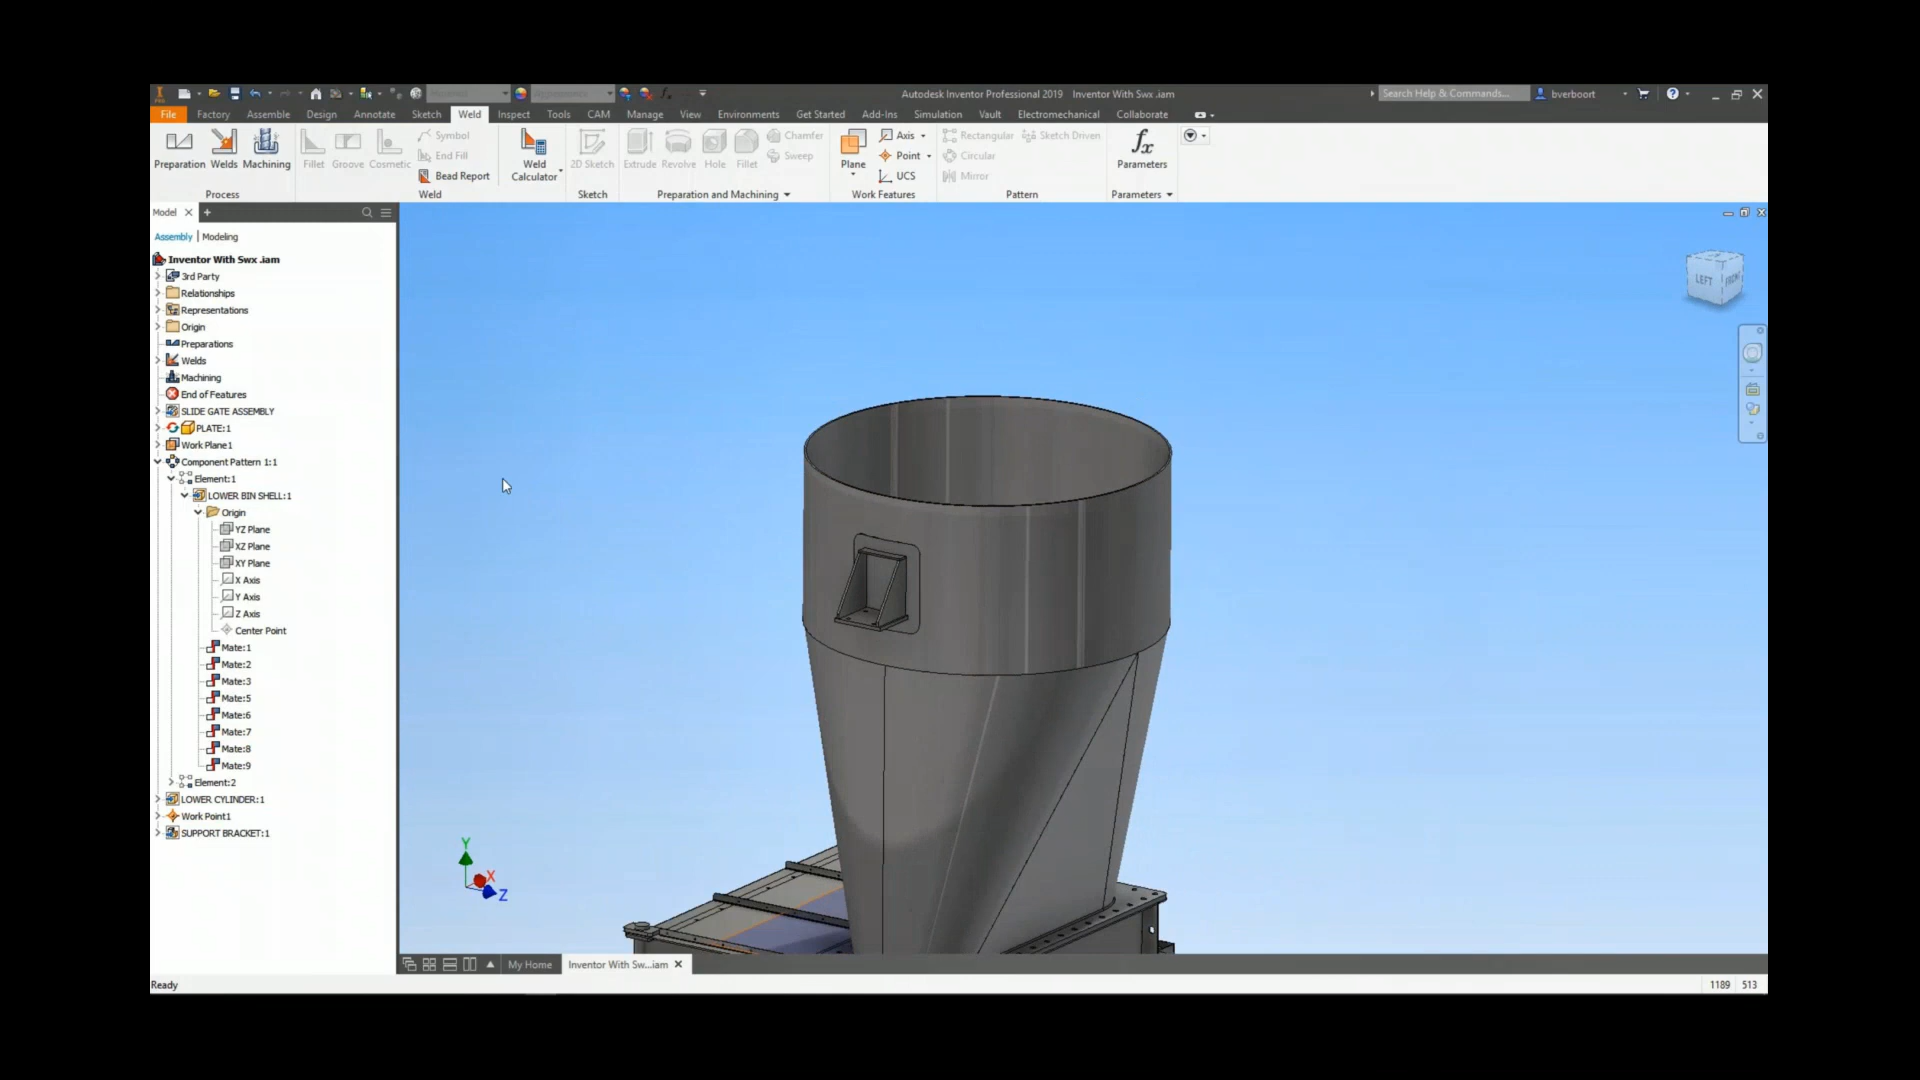 Autodesk Inventor Professional 2019 Inventor With Swx .iam
Search Help & Commands...
bverboort
File Factory Assemble Design Annotate Sketch Weld Inspect Tools CAM Manage View Environments Get Started Add-Ins Simulation Vault Electromechanical Collaborate
Symbol
End Fill
Bead Report
Chamfer
Sweep
Axis
Point
UCS
Rectangular Sketch Driven
Circular
Mirror
Preparation Welds Machining Fillet Groove Cosmetic
Weld Calculator
2D Sketch Extrude Revolve Hole Fillet
Plane
Parameters
Process Weld Sketch Preparation and Machining Work Features Pattern Parameters
Model
Assembly | Modeling
Inventor With Swx .iam
3rd Party
Relationships
Representations
Origin
Preparations
Welds
Machining
End of Features
SLIDE GATE ASSEMBLY
PLATE:1
Work Plane1
Component Pattern 1:1
Element:1
LOWER BIN SHELL:1
Origin
YZ Plane
XZ Plane
XY Plane
X Axis
Y Axis
Z Axis
Center Point
Mate:1
Mate:2
Mate:3
Mate:5
Mate:6
Mate:7
Mate:8
Mate:9
Element:2
LOWER CYLINDER:1
Work Point1
SUPPORT BRACKET:1
LEFT
Y
X
Z
My Home Inventor With Sw...iam
Ready
1189 513